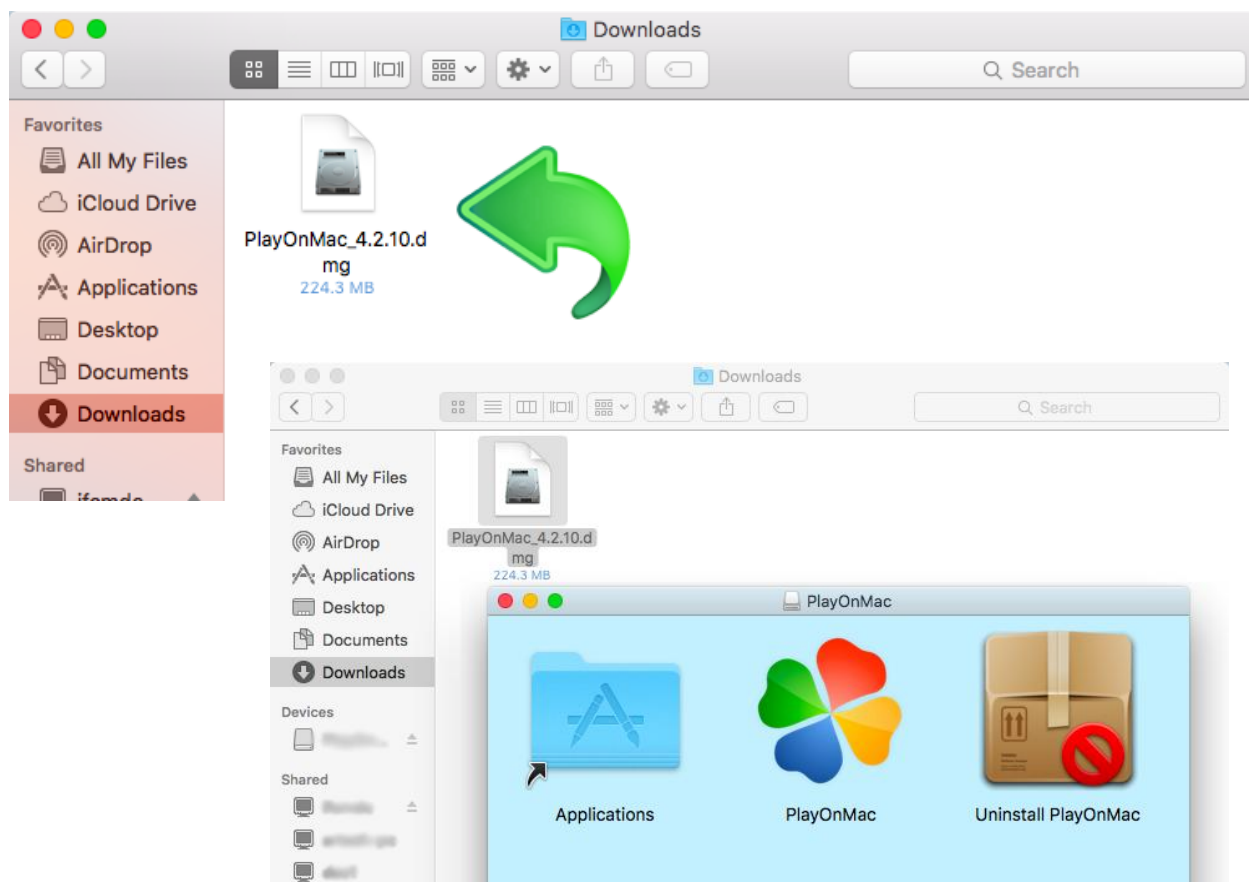 Downloads
Search
Favorites
All My Files
iCloud Drive
AirDrop
Applications
Desktop
Documents
Downloads
Shared
PlayOnMac_4.2.10.d
mg
224.3 MB
Downloads
Search
Favorites
All My Files
iCloud Drive
AirDrop
Applications
Desktop
Documents
Downloads
Devices
Shared
PlayOnMac_4.2.10.d
mg
224.3 MB
PlayOnMac
Applications
PlayOnMac
Uninstall PlayOnMac